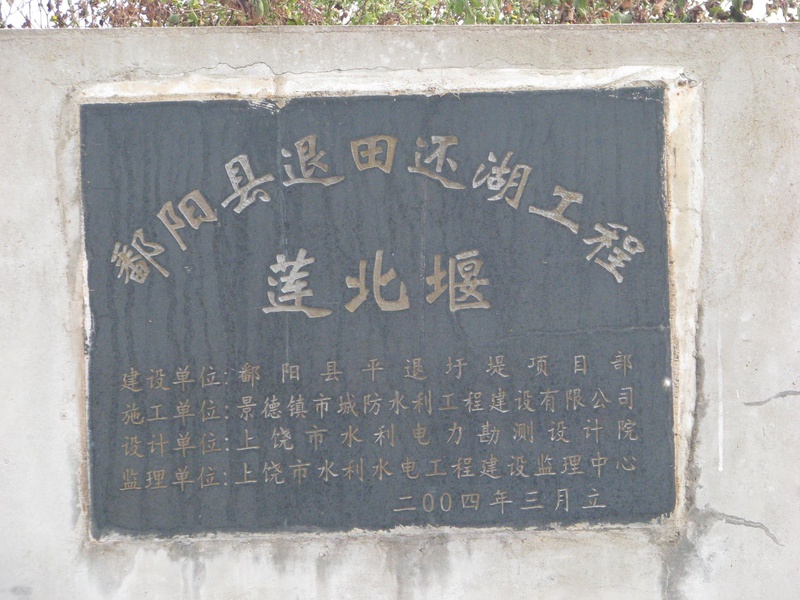 鄱阳县退田还湖工程
莲北堰
建设单位:鄱阳县平退圩堤项目部
施工单位:景德镇市城防水利工程建设有限公司
设计单位:上饶市水利电力勘测设计院
监理单位:上饶市水利水电工程建设监理中心
二00四年三月立